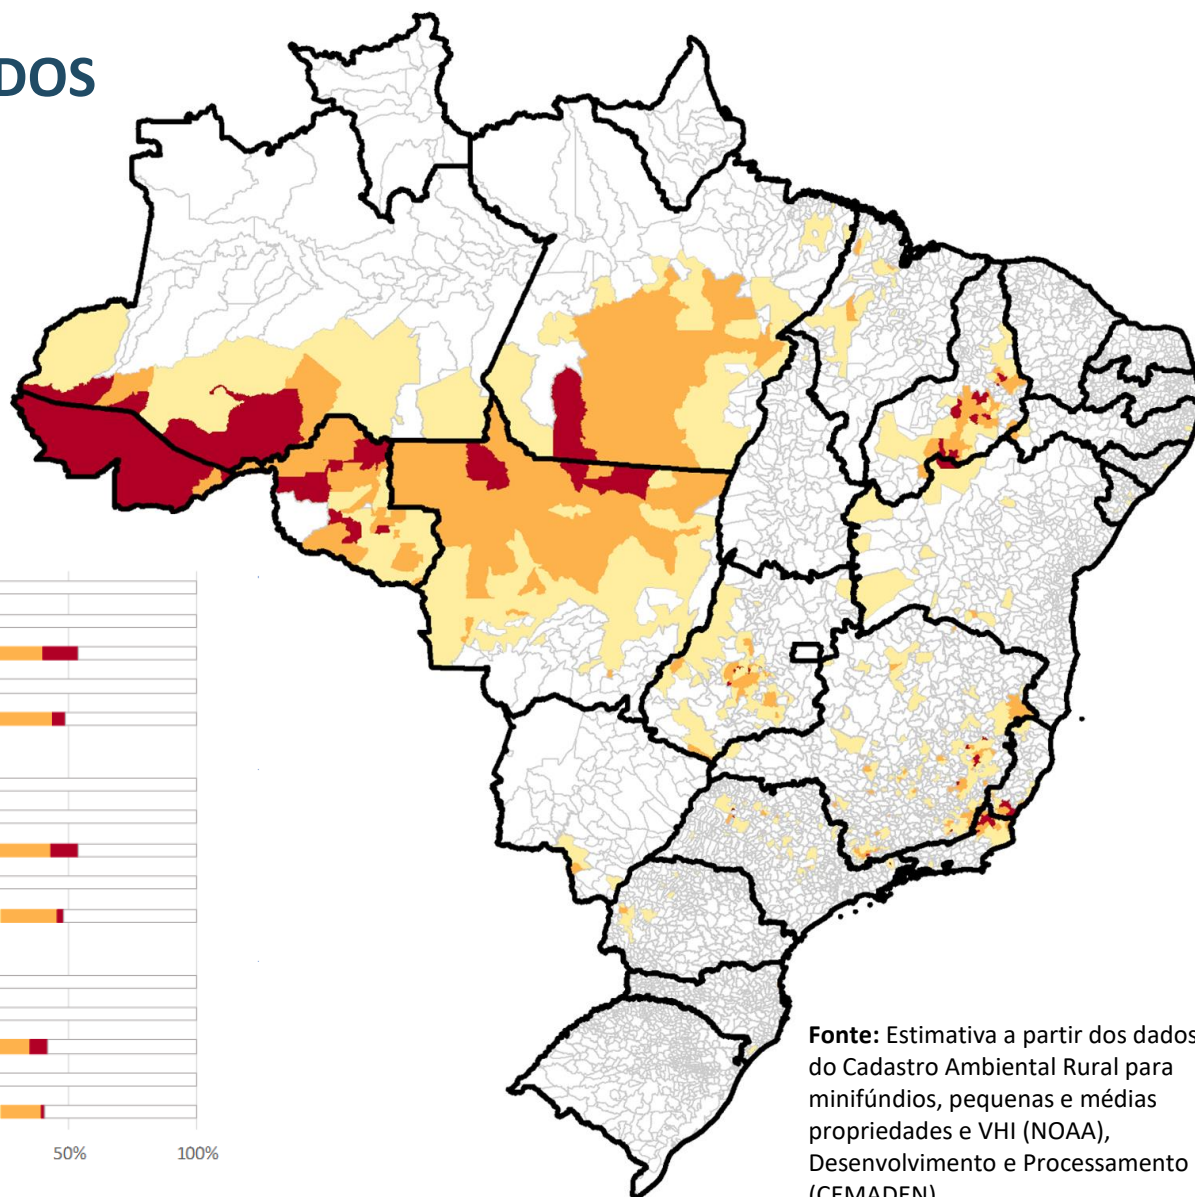 DOS
50%
100%
Fonte: Estimativa a partir dos dados
do Cadastro Ambiental Rural para
minifúndios, pequenas e médias
propriedades e VHI (NOAA),
Desenvolvimento e Processamento
(CEMADEN)